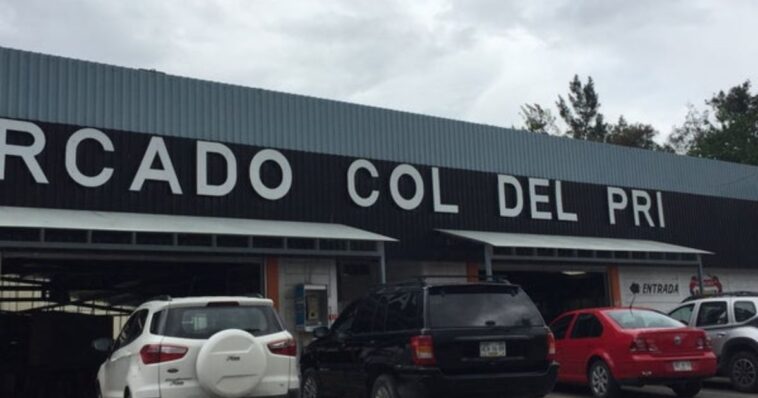 RCADO COL DEL PRI
ENTRADA